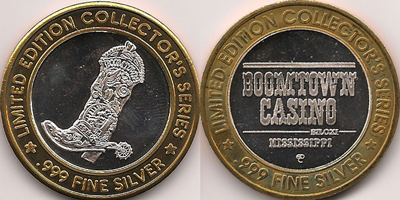 LIMITED EDITION COLLECTOR'S SERIES
.999 FINE SILVER
LIMITED EDITION COLLECTOR'S SERIES
BOOMTOWN
CASINO
BILOXI
MISSISSIPPI
.999 FINE SILVER